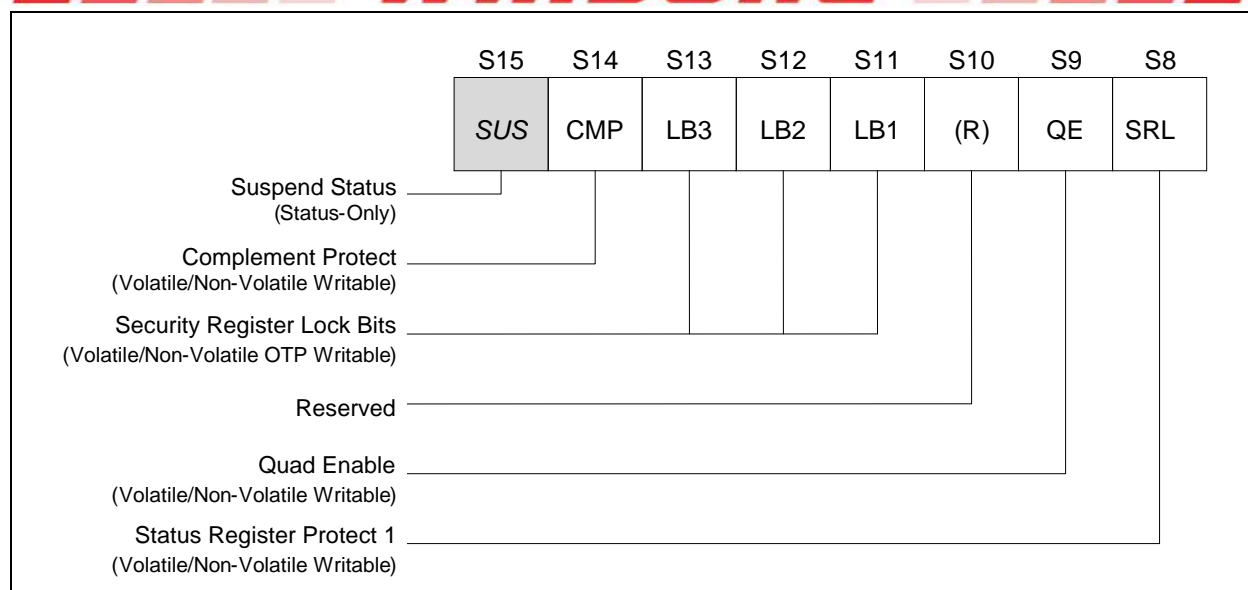 S15 S14 S13 S12 S11 S10 S9 S8
SUS CMP LB3 LB2 LB1 (R) QE SRL
Suspend Status
(Status-Only)
Complement Protect
(Volatile/Non-Volatile Writable)
Security Register Lock Bits
(Volatile/Non-Volatile OTP Writable)
Reserved
Quad Enable
(Volatile/Non-Volatile Writable)
Status Register Protect 1
(Volatile/Non-Volatile Writable)